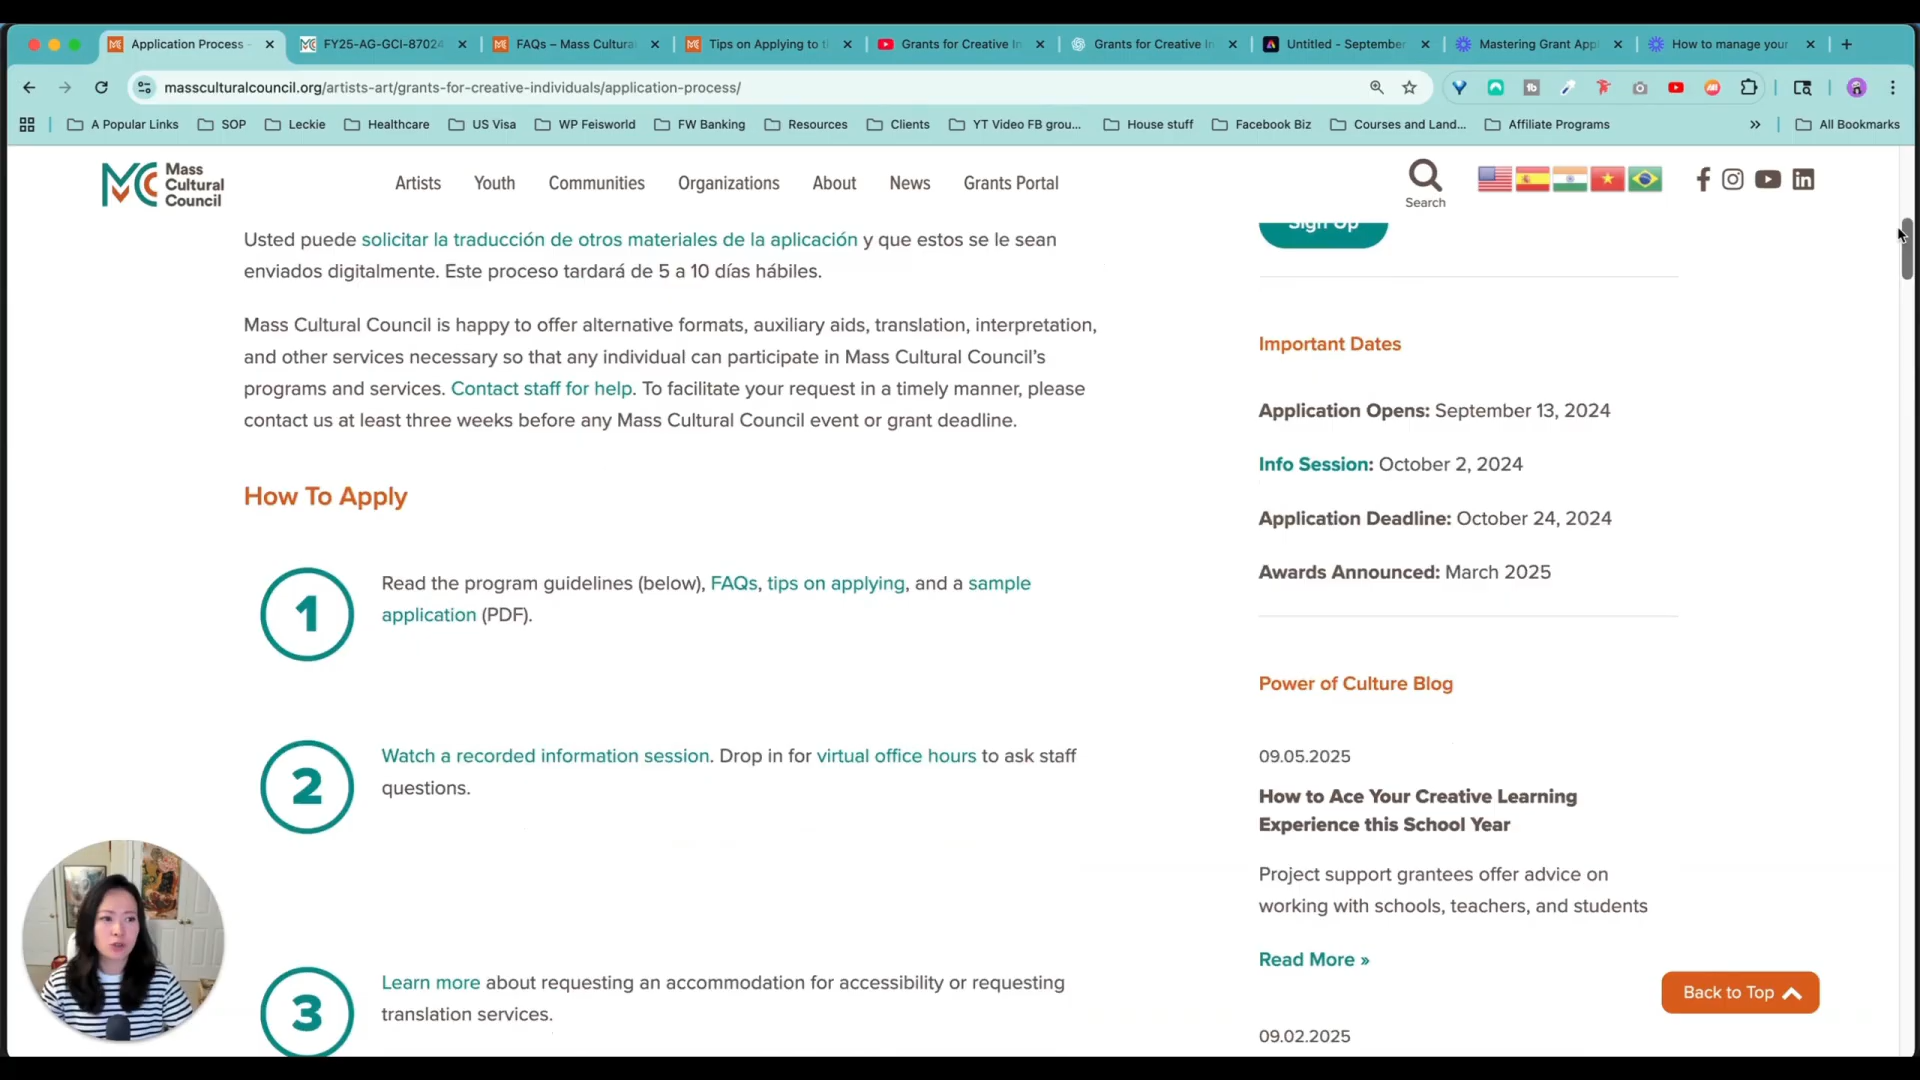 Application Process -
FY25-AG-GCI-87024
FAQs – Mass Cultura
Tips on Applying to t
Grants for Creative In
Grants for Creative In
Untitled - September
Mastering Grant Appl
How to manage your
massculturalcouncil.org/artists-art/grants-for-creative-individuals/application-process/
A Popular Links
SOP
Leckie
Healthcare
US Visa
WP Feisworld
FW Banking
Resources
Clients
YT Video FB grou...
House stuff
Facebook Biz
Courses and Land...
Affiliate Programs
»
All Bookmarks
Mass
Cultural
Council
Artists
Youth
Communities
Organizations
About
News
Grants Portal
Search
Usted puede solicitar la traducción de otros materiales de la aplicación y que estos se le sean
enviados digitalmente. Este proceso tardará de 5 a 10 días hábiles.
Mass Cultural Council is happy to offer alternative formats, auxiliary aids, translation, interpretation,
and other services necessary so that any individual can participate in Mass Cultural Council's
programs and services. Contact staff for help. To facilitate your request in a timely manner, please
contact us at least three weeks before any Mass Cultural Council event or grant deadline.
How To Apply
1
Read the program guidelines (below), FAQs, tips on applying, and a sample
application (PDF).
2
Watch a recorded information session. Drop in for virtual office hours to ask staff
questions.
3
Learn more about requesting an accommodation for accessibility or requesting
translation services.
Sign Up
Important Dates
Application Opens: September 13, 2024
Info Session: October 2, 2024
Application Deadline: October 24, 2024
Awards Announced: March 2025
Power of Culture Blog
09.05.2025
How to Ace Your Creative Learning
Experience this School Year
Project support grantees offer advice on
working with schools, teachers, and students
Read More »
Back to Top
09.02.2025